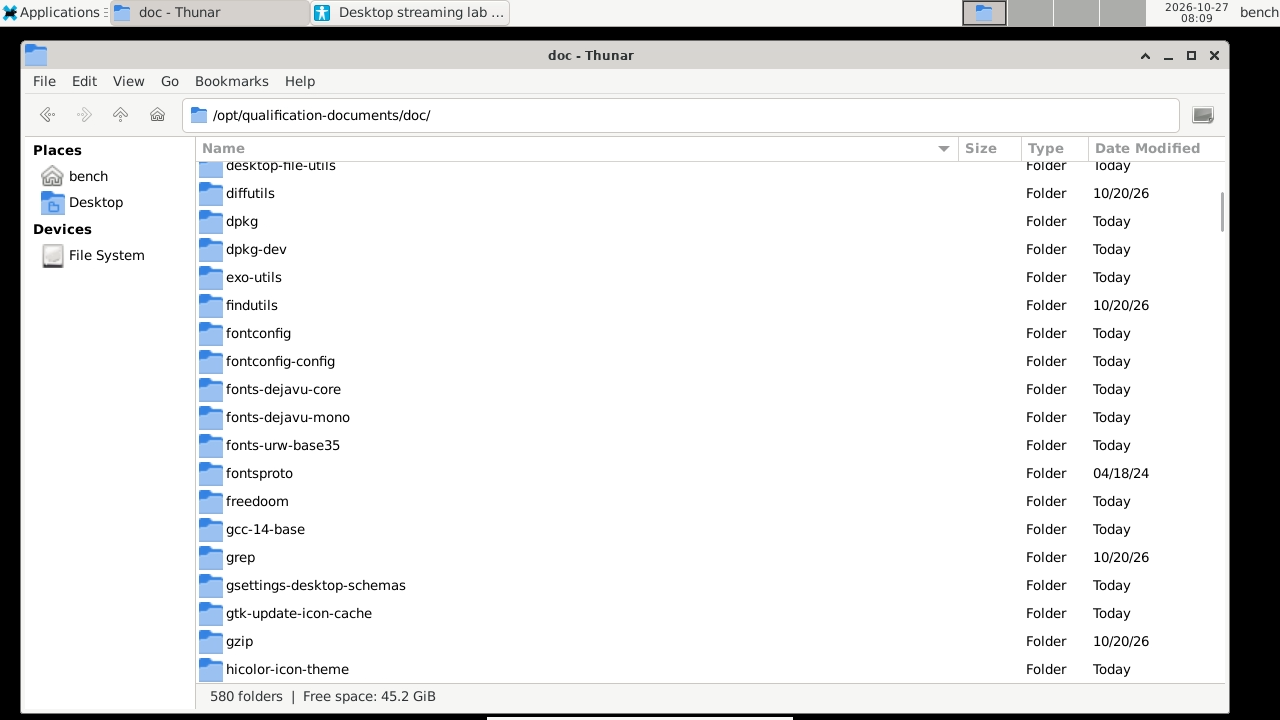 Applications
doc - Thunar
Desktop streaming lab ...
2026-10-27
08:09
bench
doc - Thunar
File Edit View Go Bookmarks Help
/opt/qualification-documents/doc/
Places
bench
Desktop
Devices
File System
Name Size Type Date Modified
desktop-file-utils Folder Today
diffutils Folder 10/20/26
dpkg Folder Today
dpkg-dev Folder Today
exo-utils Folder Today
findutils Folder 10/20/26
fontconfig Folder Today
fontconfig-config Folder Today
fonts-dejavu-core Folder Today
fonts-dejavu-mono Folder Today
fonts-urw-base35 Folder Today
fontsproto Folder 04/18/24
freedoom Folder Today
gcc-14-base Folder Today
grep Folder 10/20/26
gsettings-desktop-schemas Folder Today
gtk-update-icon-cache Folder Today
gzip Folder 10/20/26
hicolor-icon-theme Folder Today
580 folders | Free space: 45.2 GiB